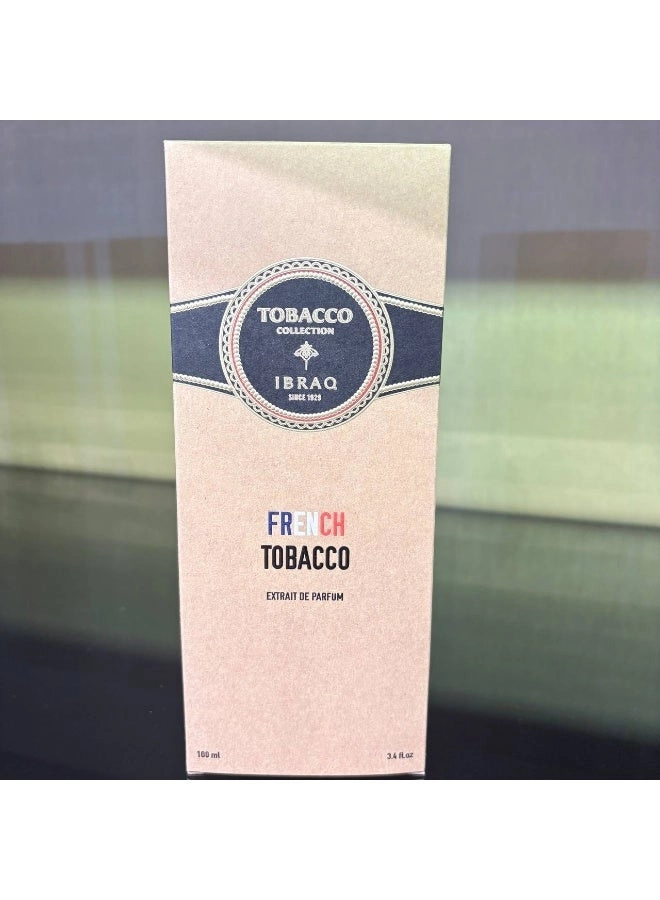 TOBACCO
COLLECTION
IBRAQ
SINCE 1929
FRENCH
TOBACCO
EXTRAIT DE PARFUM
100 ml
3.4 fl.oz